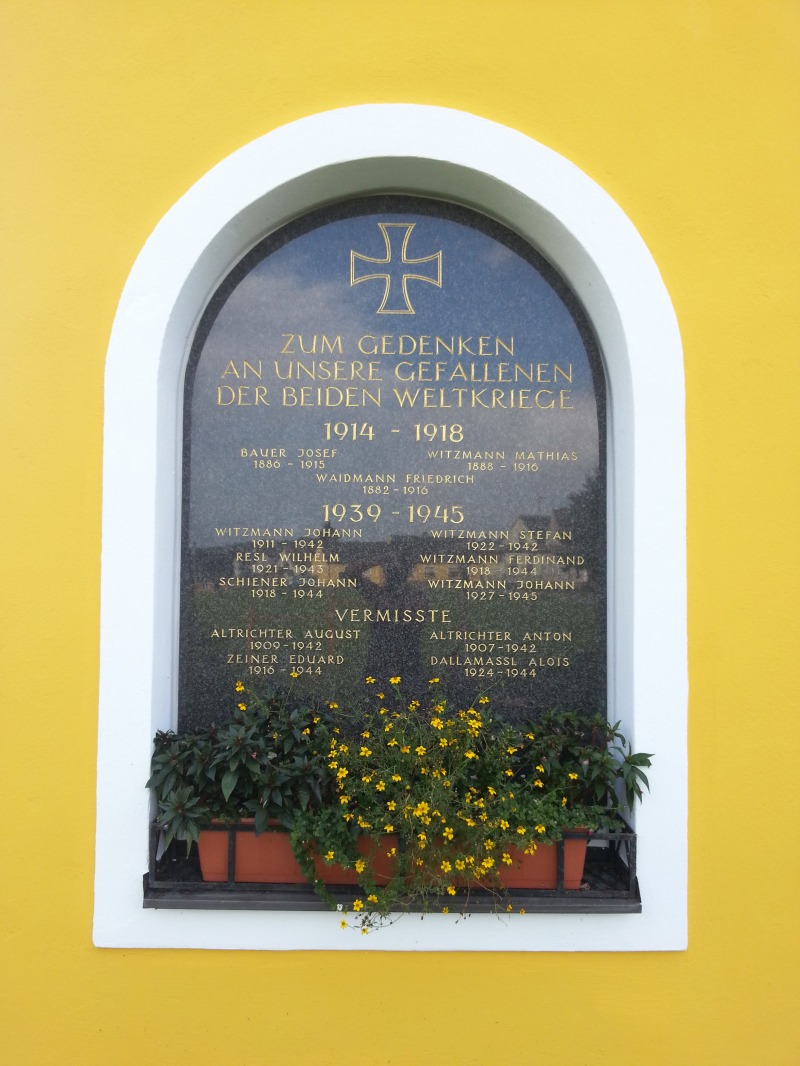 ZUM GEDENKEN
AN UNSERE GEFALLENEN
DER BEIDEN WELTKRIEGE
1914 - 1918
BAUER JOSEF WITZMANN MATHIAS
1886 - 1915 1888 - 1916
WAIDMANN FRIEDRICH
1882 - 1916
1939 - 1945
WITZMANN JOHANN WITZMANN STEFAN
1911 - 1942 1922 - 1942
RESL WILHELM WITZMANN FERDINAND
1921 - 1943 1918 - 1944
SCHIENER JOHANN WITZMANN JOHANN
1918 - 1944 1927 - 1945
VERMISSTE
ALTRICHTER AUGUST ALTRICHTER ANTON
1909 - 1942 1907 - 1942
ZEINER EDUARD DALLAMASSL ALOIS
1916 - 1944 1924 - 1944